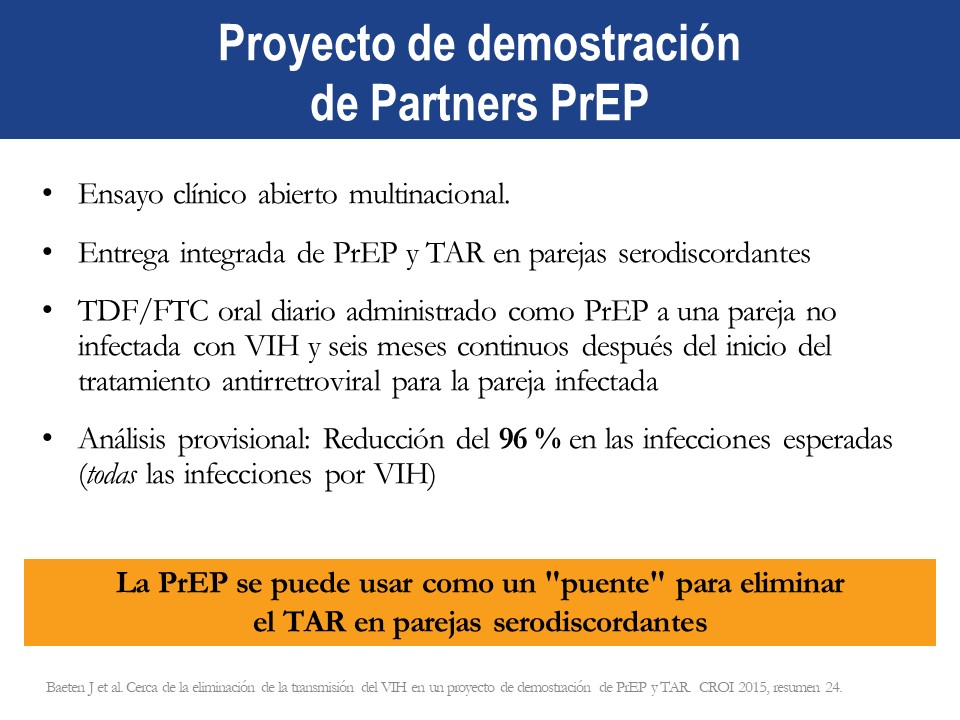 Proyecto de demostración
de Partners PrEP
• Ensayo clínico abierto multinacional.
• Entrega integrada de PrEP y TAR en parejas serodiscordantes
• TDF/FTC oral diario administrado como PrEP a una pareja no
infectada con VIH y seis meses continuos después del inicio del
tratamiento antirretroviral para la pareja infectada
• Análisis provisional: Reducción del 96 % en las infecciones esperadas
(todas las infecciones por VIH)
La PrEP se puede usar como un "puente" para eliminar
el TAR en parejas serodiscordantes
Baeten J et al. Cerca de la eliminación de la transmisión del VIH en un proyecto de demostración de PrEP y TAR. CROI 2015, resumen 24.